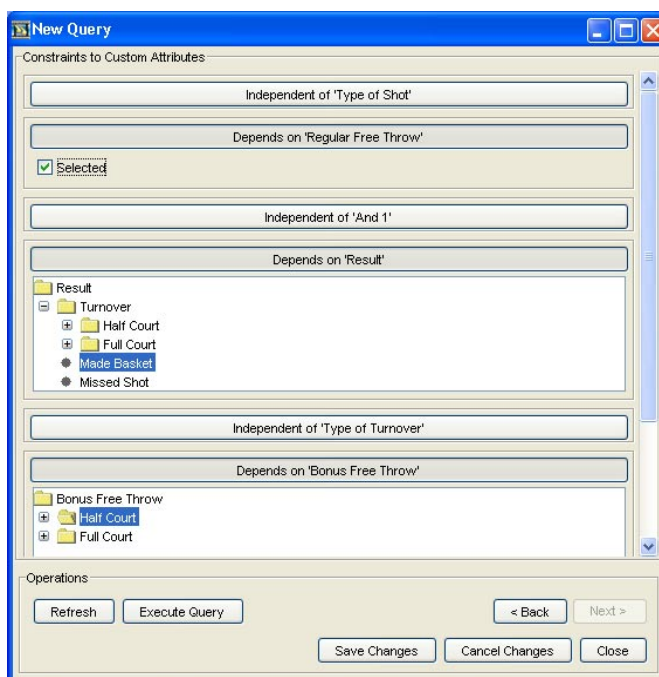 New Query
Constraints to Custom Attributes
Independent of 'Type of Shot'
Depends on 'Regular Free Throw'
Selected
Independent of 'And 1'
Depends on 'Result'
Result
Turnover
Half Court
Full Court
Made Basket
Missed Shot
Independent of 'Type of Turnover'
Depends on 'Bonus Free Throw'
Bonus Free Throw
Half Court
Full Court
Operations
Refresh Execute Query < Back Next >
Save Changes Cancel Changes Close